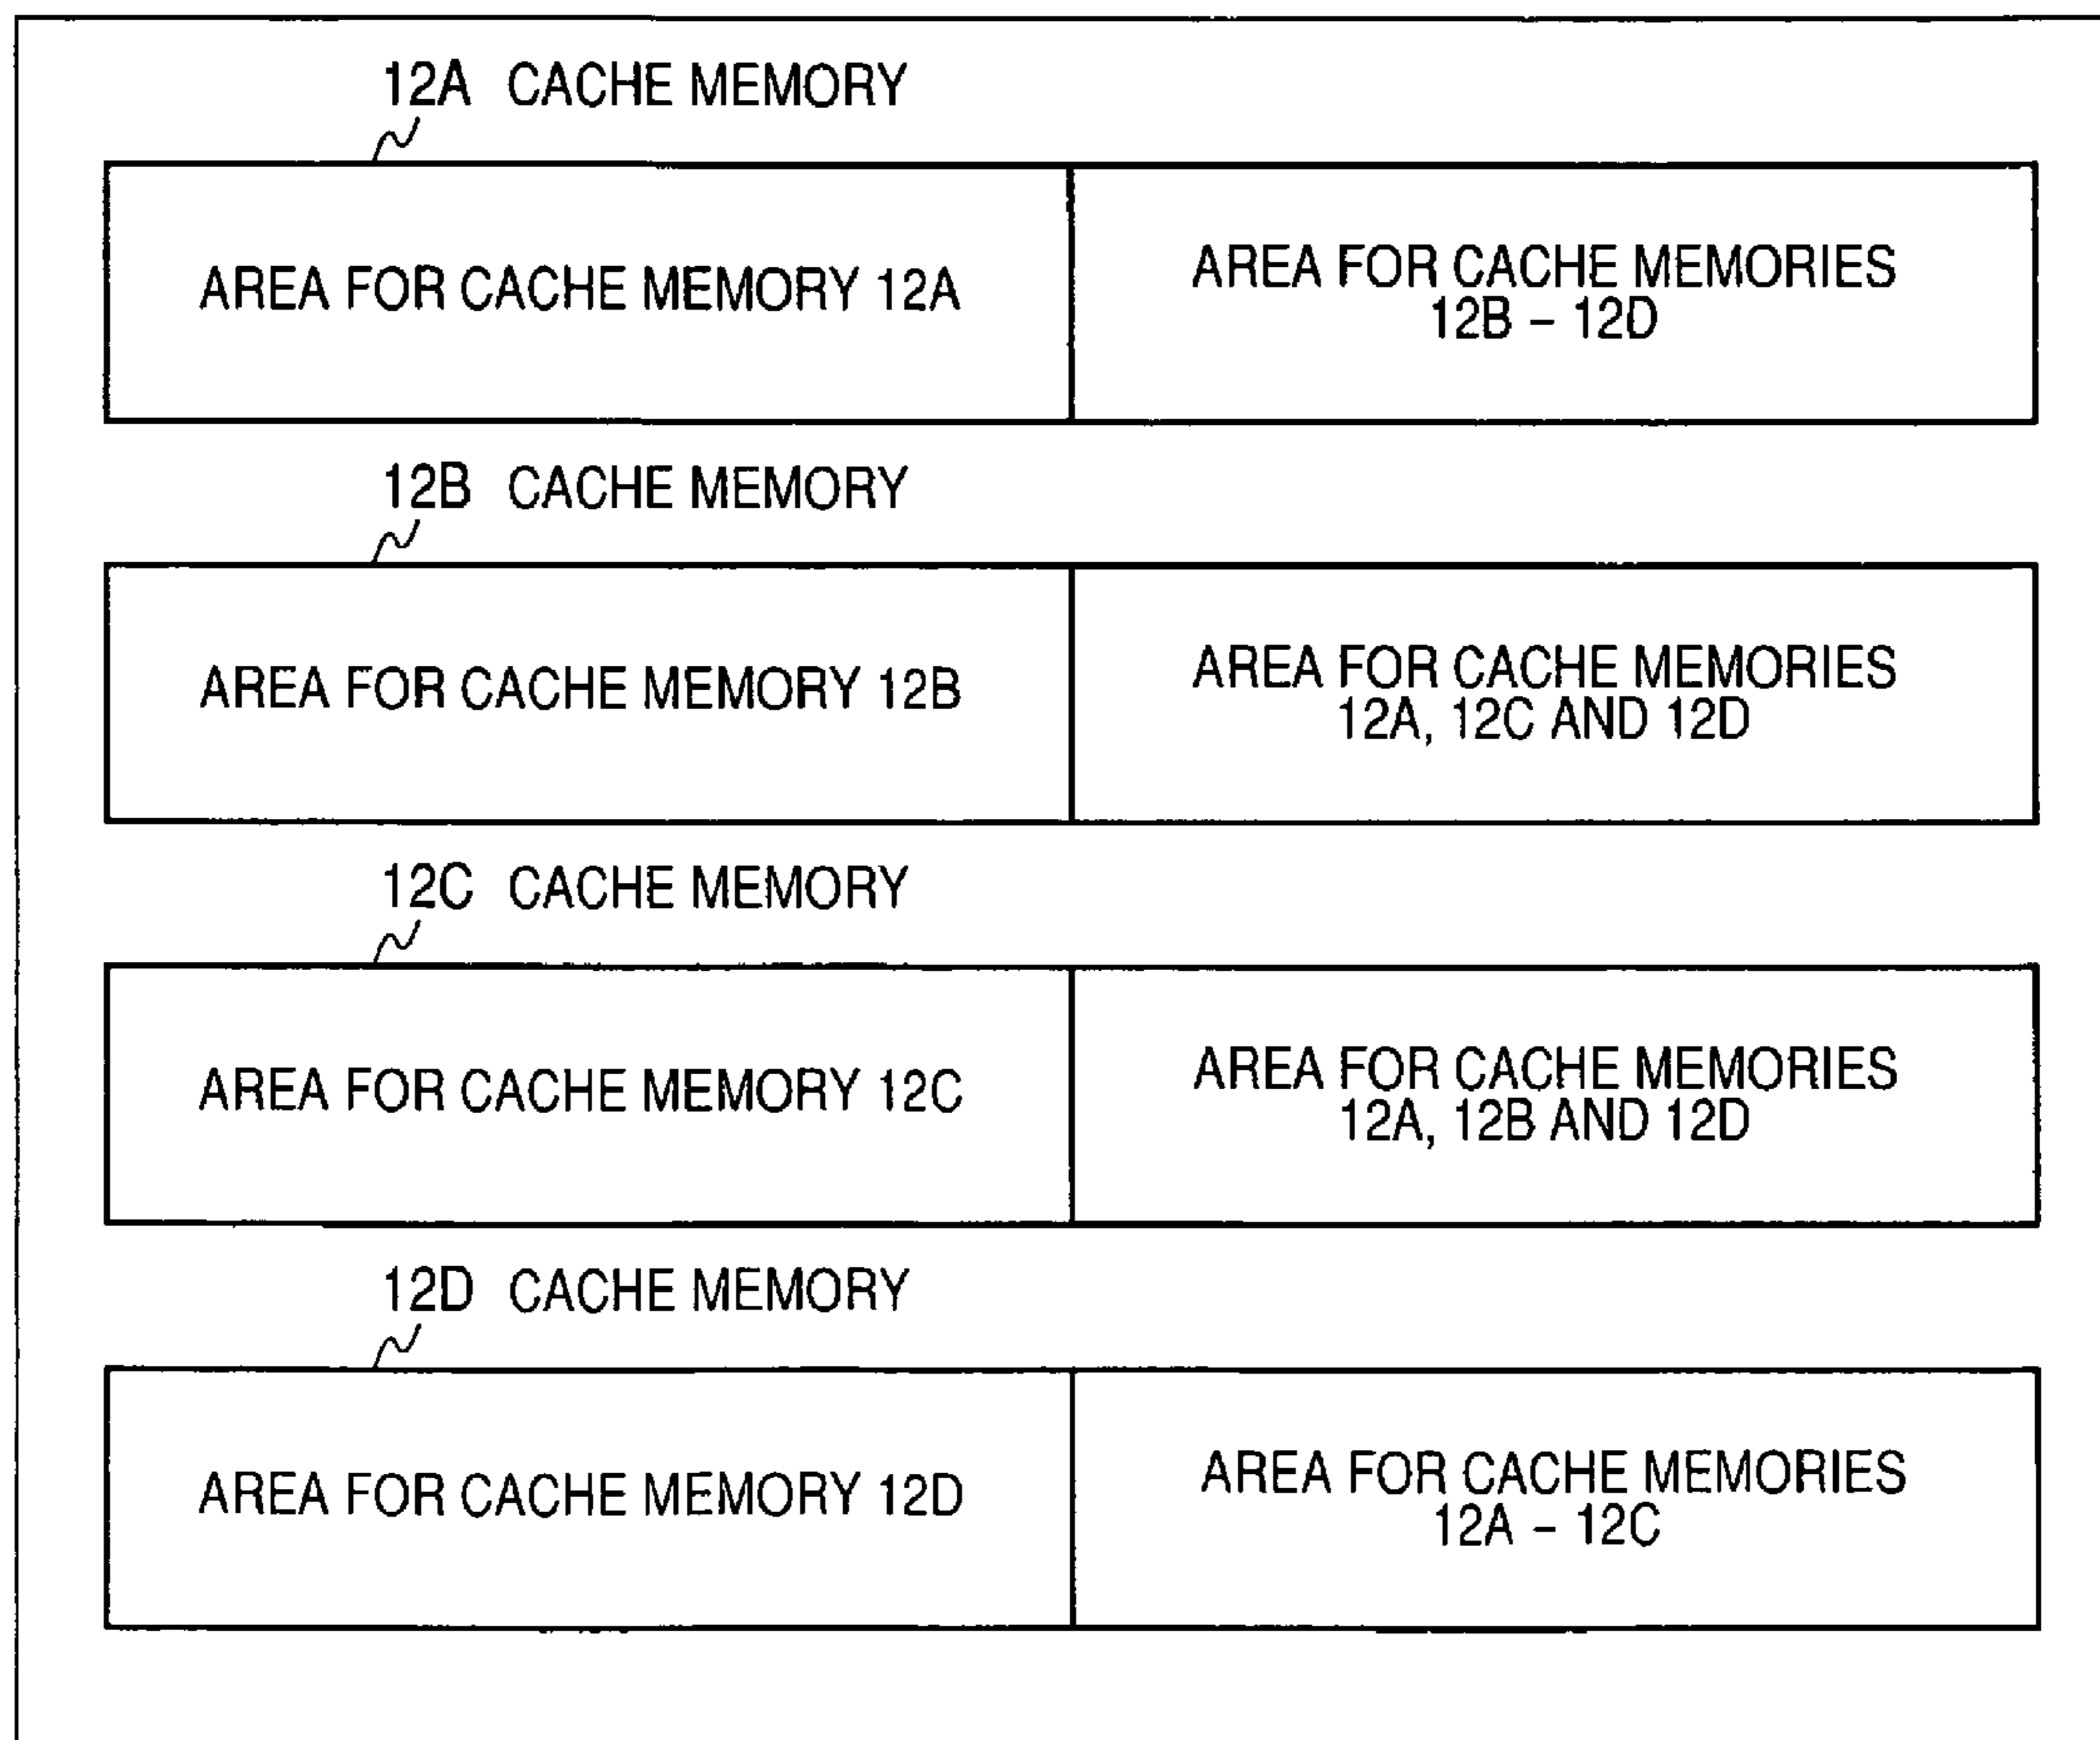 12A CACHE MEMORY
AREA FOR CACHE MEMORY 12A
AREA FOR CACHE MEMORIES
12B – 12D
12B CACHE MEMORY
AREA FOR CACHE MEMORY 12B
AREA FOR CACHE MEMORIES
12A, 12C AND 12D
12C CACHE MEMORY
AREA FOR CACHE MEMORY 12C
AREA FOR CACHE MEMORIES
12A, 12B AND 12D
12D CACHE MEMORY
AREA FOR CACHE MEMORY 12D
AREA FOR CACHE MEMORIES
12A – 12C